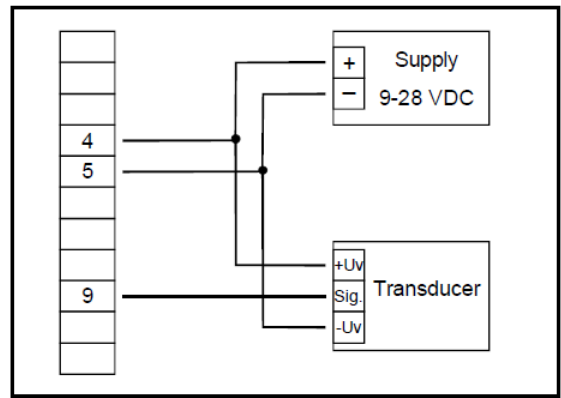 4
5
9
+ Supply
− 9-28 VDC
+Uv
Sig. Transducer
-Uv